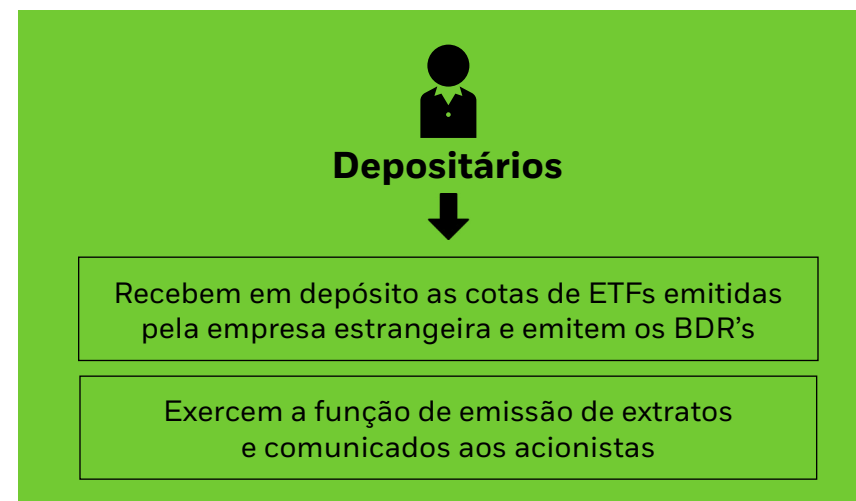 Depositários
Recebem em depósito as cotas de ETFs emitidas
pela empresa estrangeira e emitem os BDR’s
Exercem a função de emissão de extratos
e comunicados aos acionistas